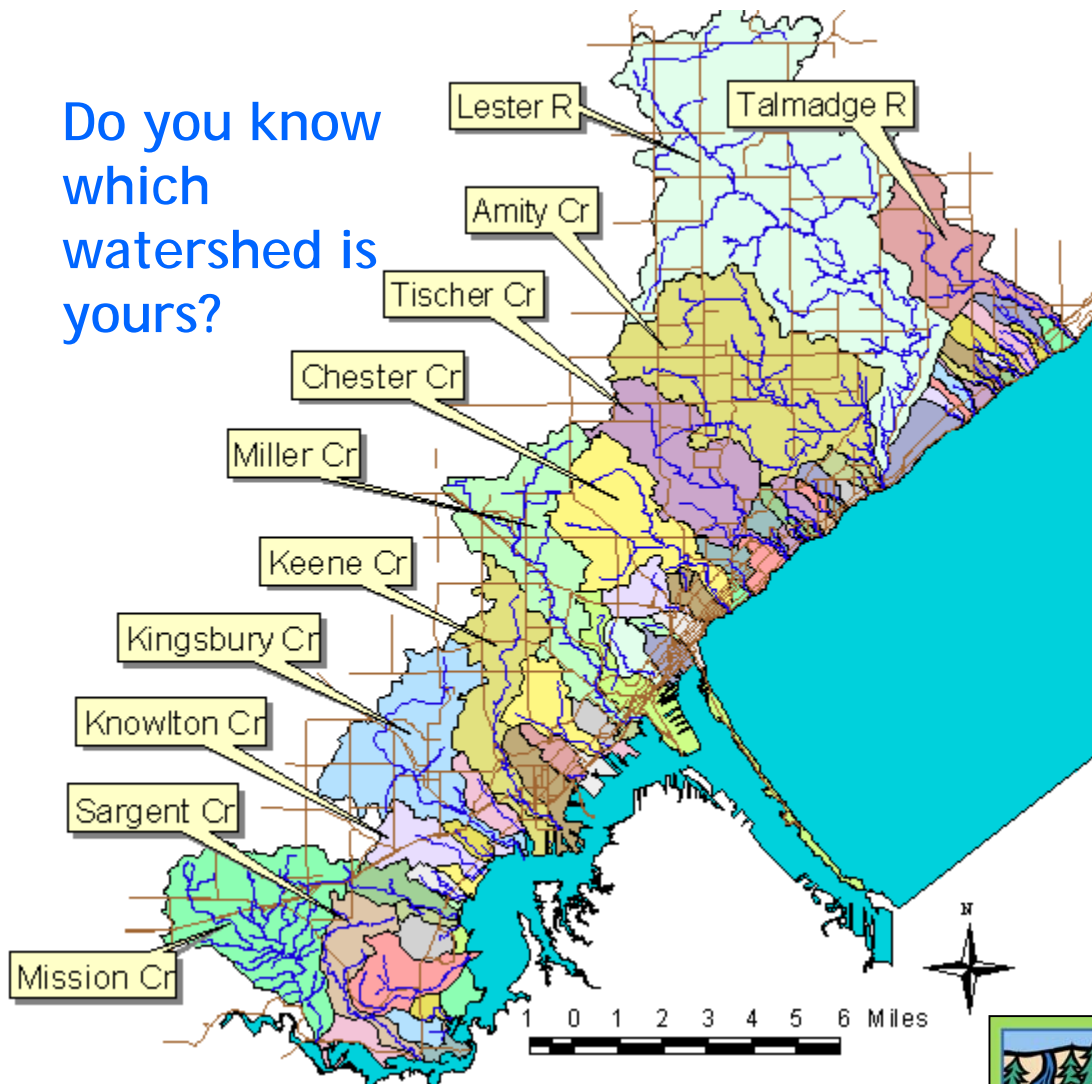 Do you know
which
watershed is
yours?
Lester R
Talmadge R
Amity Cr
Tischer Cr
Chester Cr
Miller Cr
Keene Cr
Kingsbury Cr
Knowlton Cr
Sargent Cr
Mission Cr
N
1 0 1 2 3 4 5 6 Miles